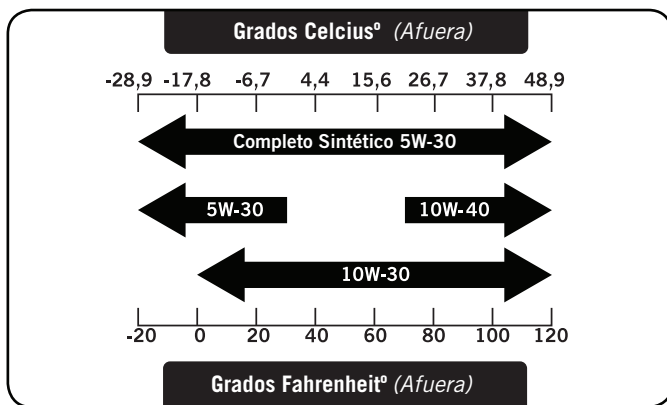 Grados Celciusº (Afuera)
-28,9 -17,8 -6,7 4,4 15,6 26,7 37,8 48,9
Completo Sintético 5W-30
5W-30 10W-40
10W-30
-20 0 20 40 60 80 100 120
Grados Fahrenheitº (Afuera)